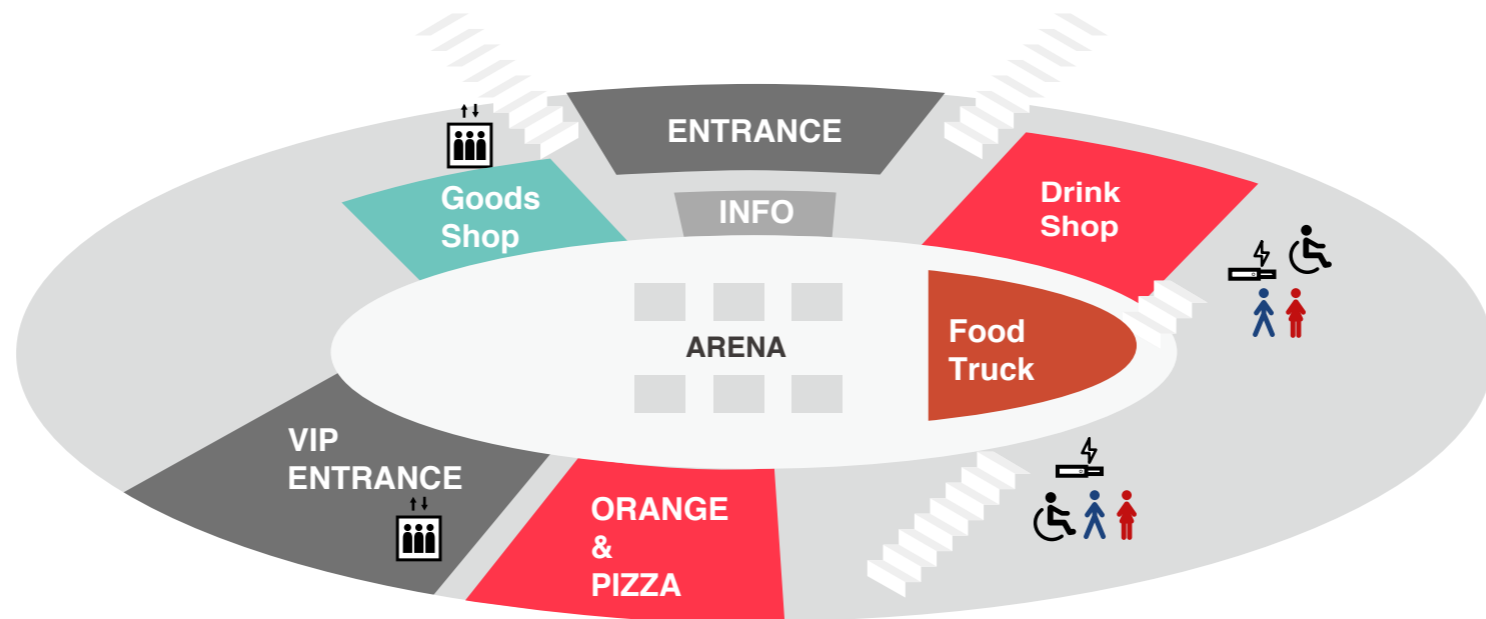 ENTRANCE
Goods
Shop
INFO
Drink
Shop
ARENA
Food
Truck
VIP
ENTRANCE
ORANGE
&
PIZZA